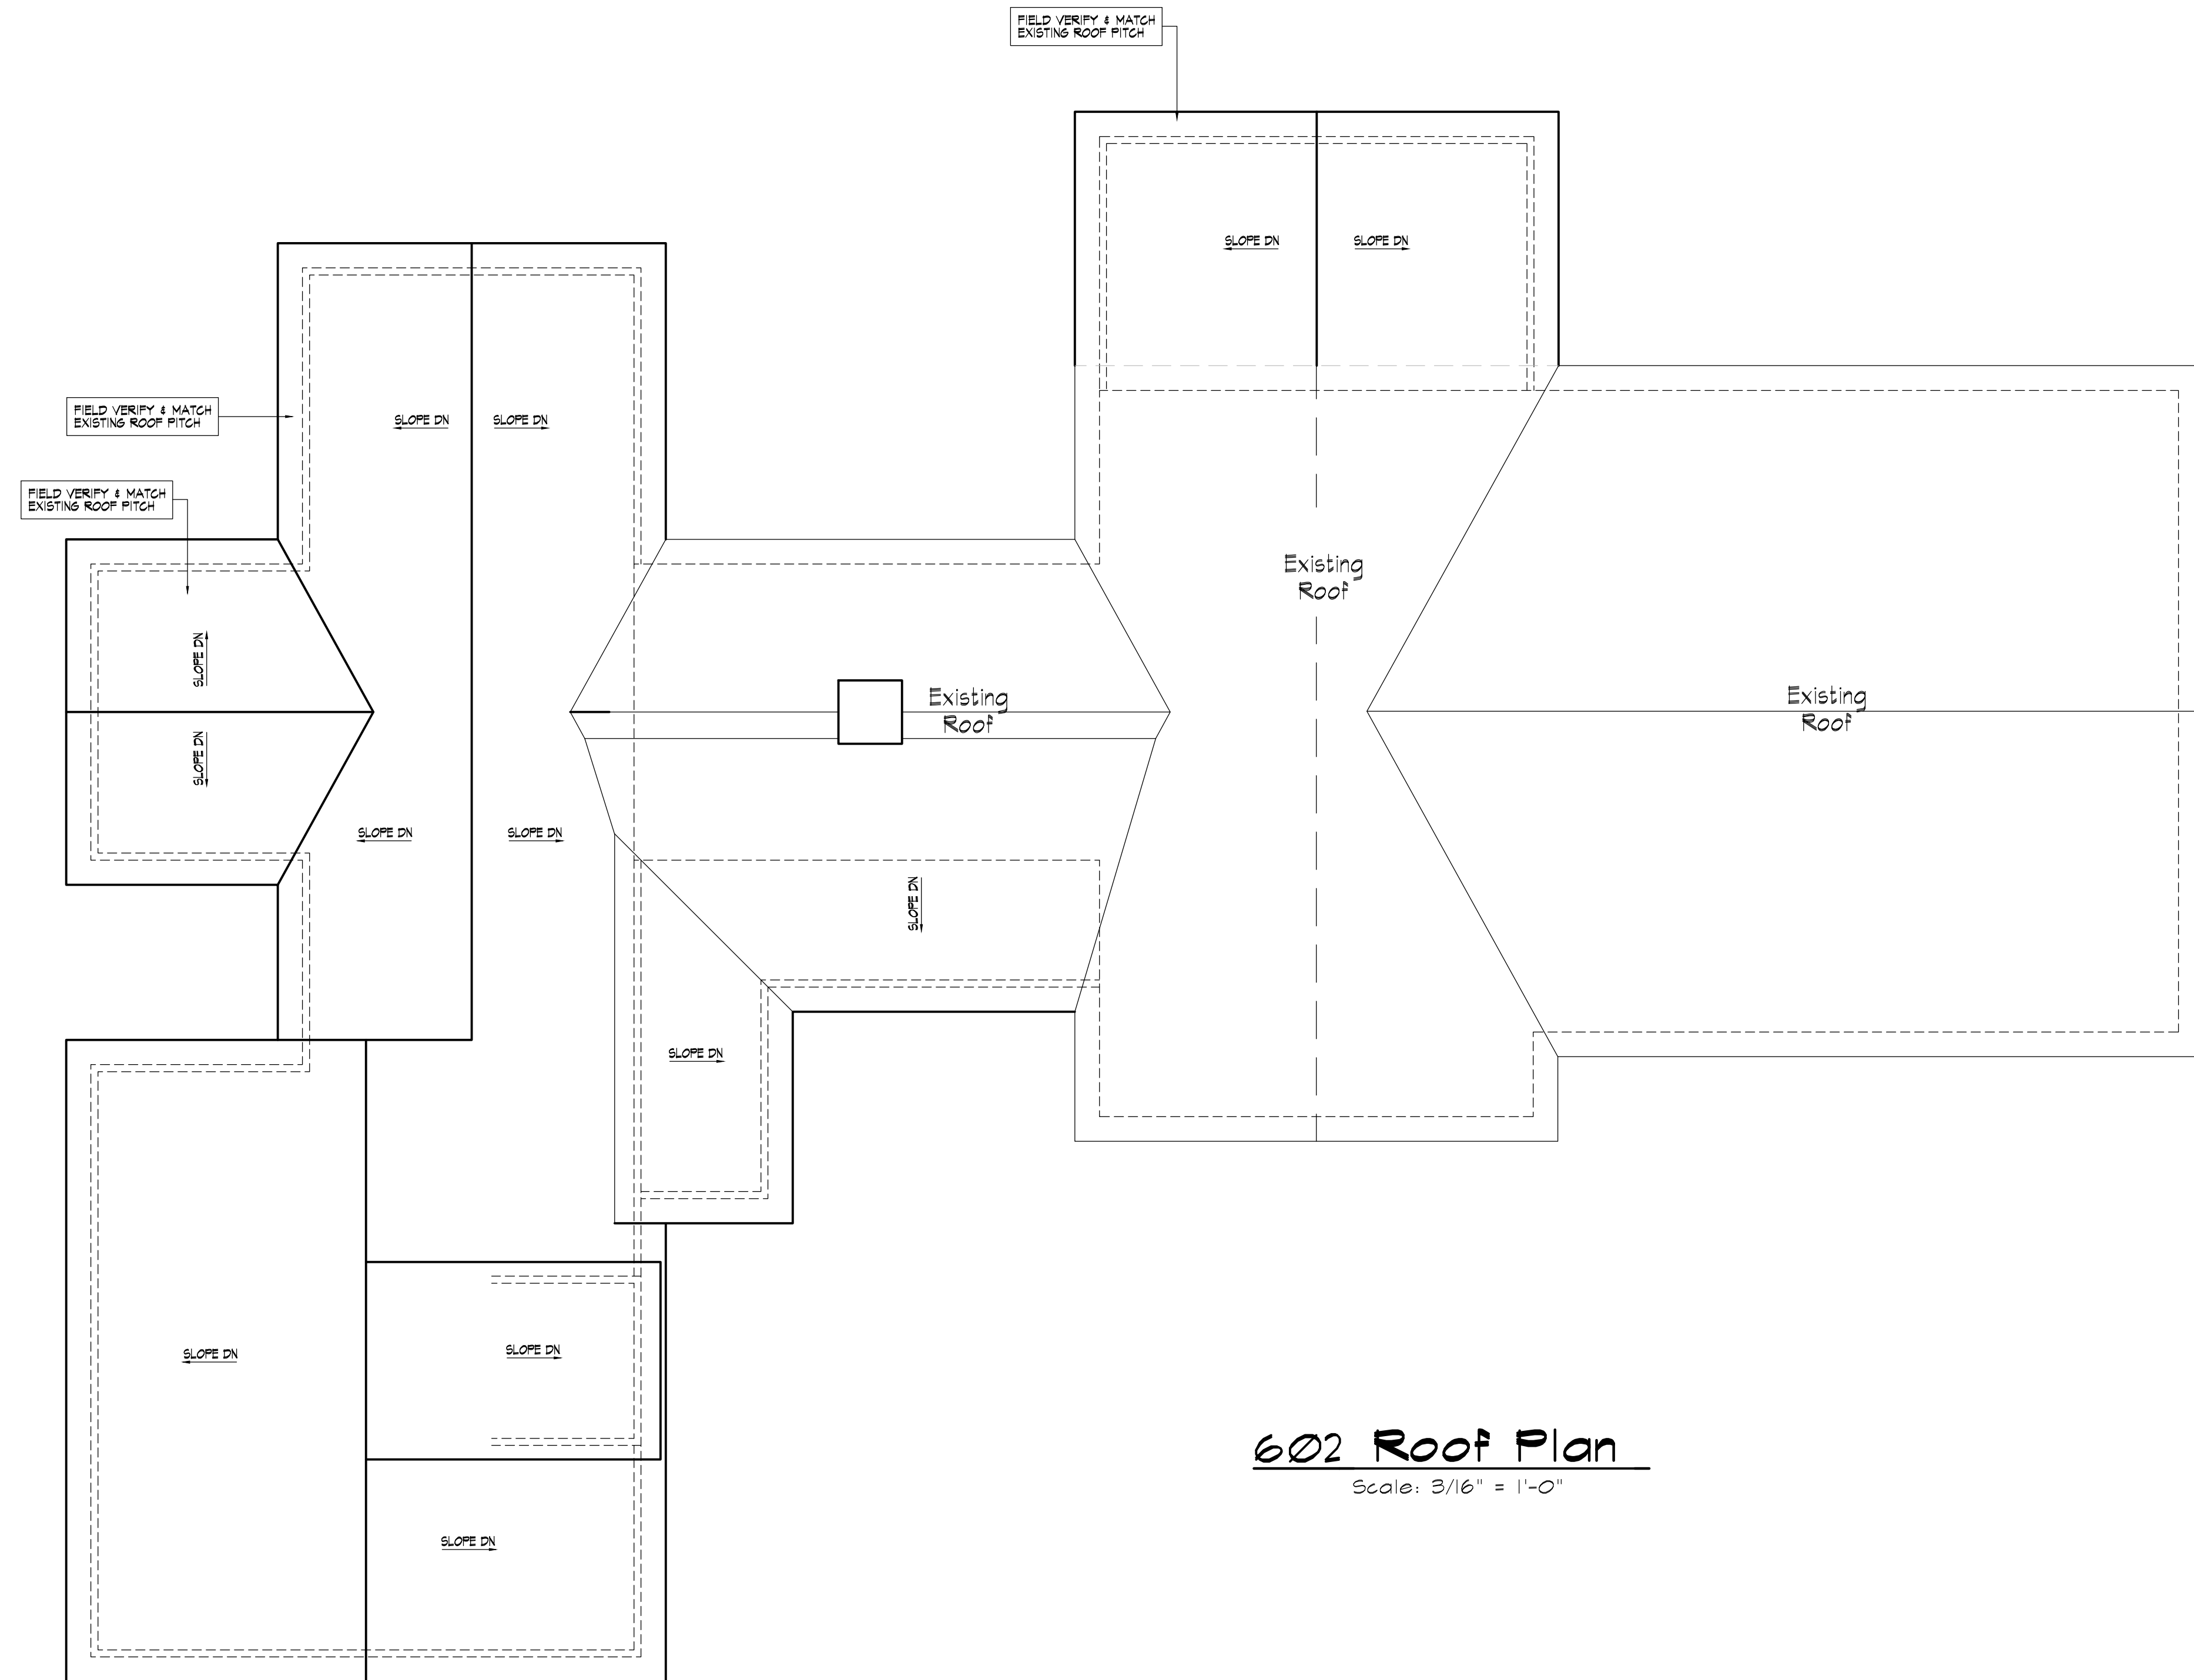 FIELD VERIFY & MATCH
EXISTING ROOF PITCH
SLOPE DN
SLOPE DN
FIELD VERIFY & MATCH
EXISTING ROOF PITCH
SLOPE DN
SLOPE DN
FIELD VERIFY & MATCH
EXISTING ROOF PITCH
Existing
Roof
SLOPE DN
SLOPE DN
Existing
Roof
Existing
Roof
SLOPE DN
SLOPE DN
SLOPE DN
SLOPE DN
SLOPE DN
SLOPE DN
602 Roof Plan
Scale: 3/16" = 1'-0"
SLOPE DN